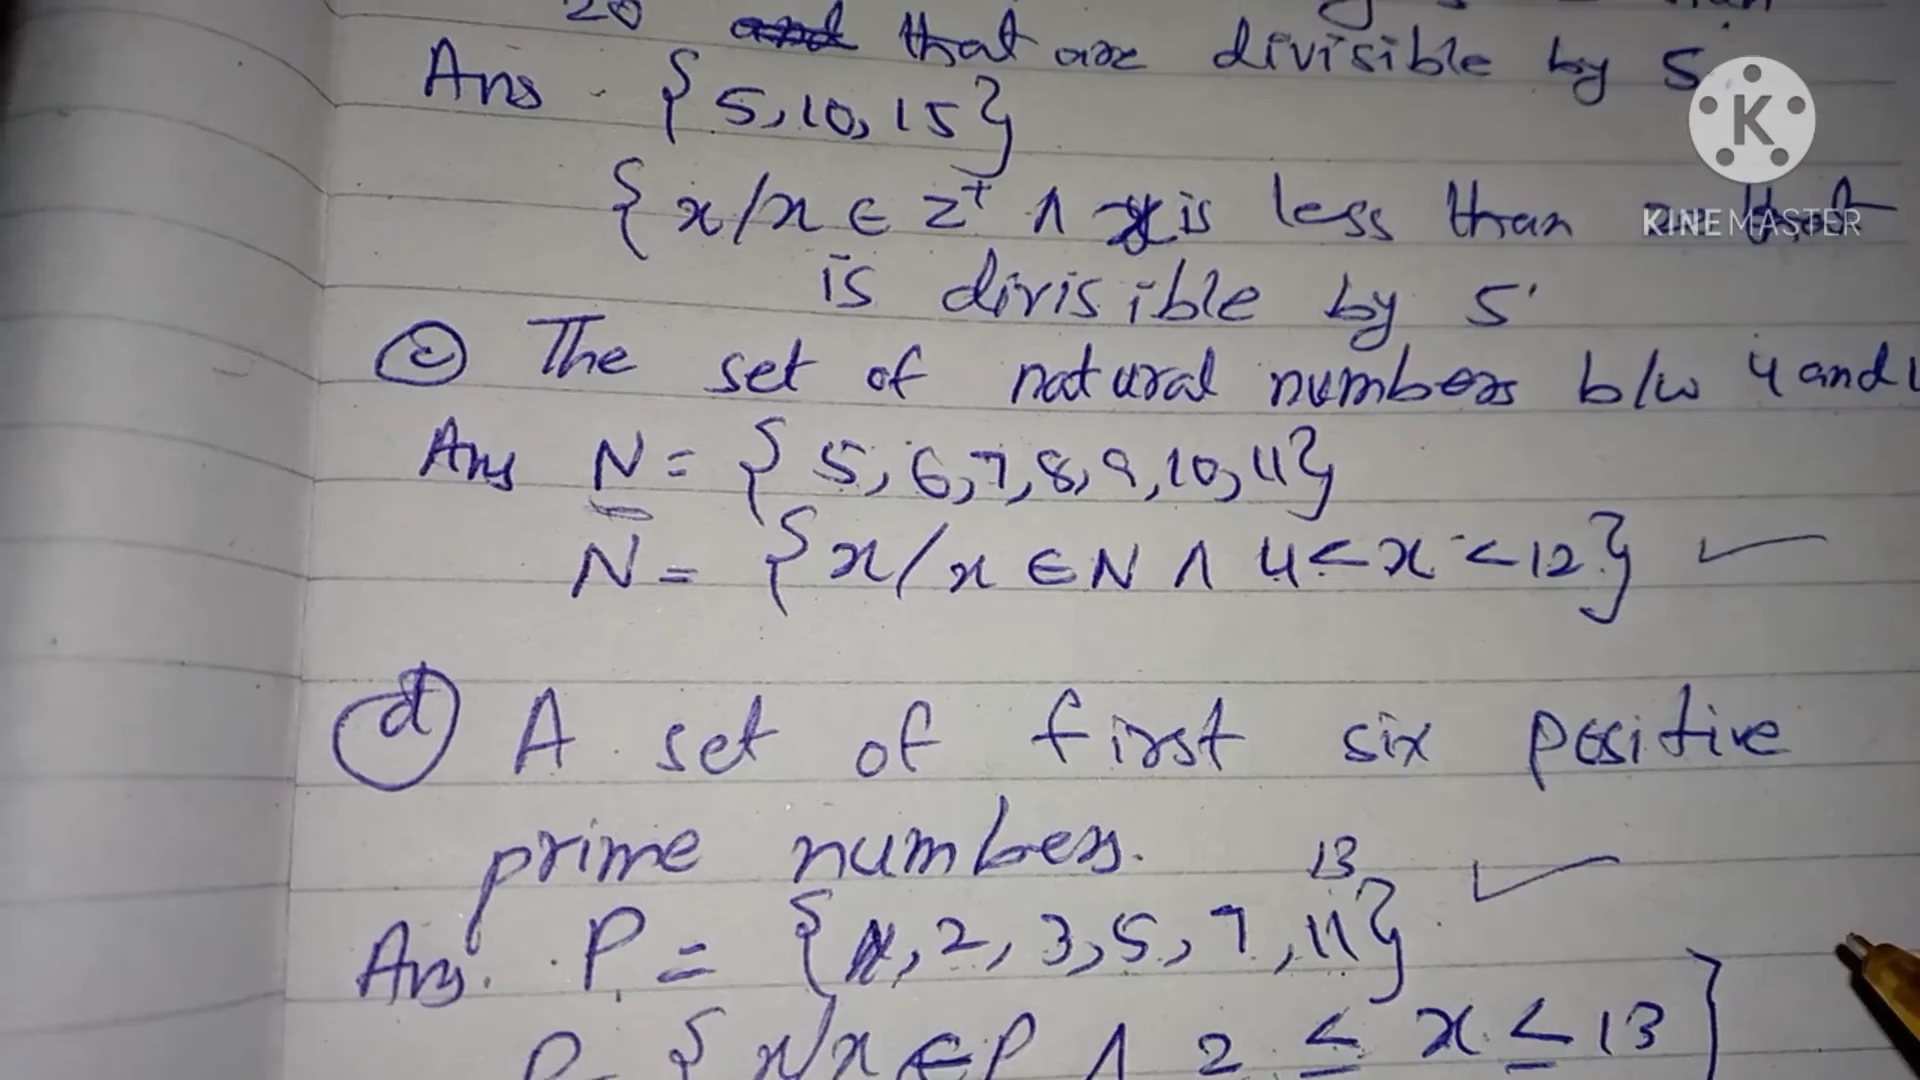 20 that are divisible by 5
Ans. {5,10,15}
{x/x ∈ Z⁺ ∧ x is less than
is divisible by 5
K
KINEMASTER
(c) The set of natural numbers b/w 4 and
Ans N = {5,6,7,8,9,10,11}
N = {x/x ∈ N ∧ 4<x<12}
(d) A set of first six positive
prime numbers.
13
Ans. P = {2,3,5,7,11}
P = {x/x ∈ P ∧ 2 ≤ x ≤ 13}